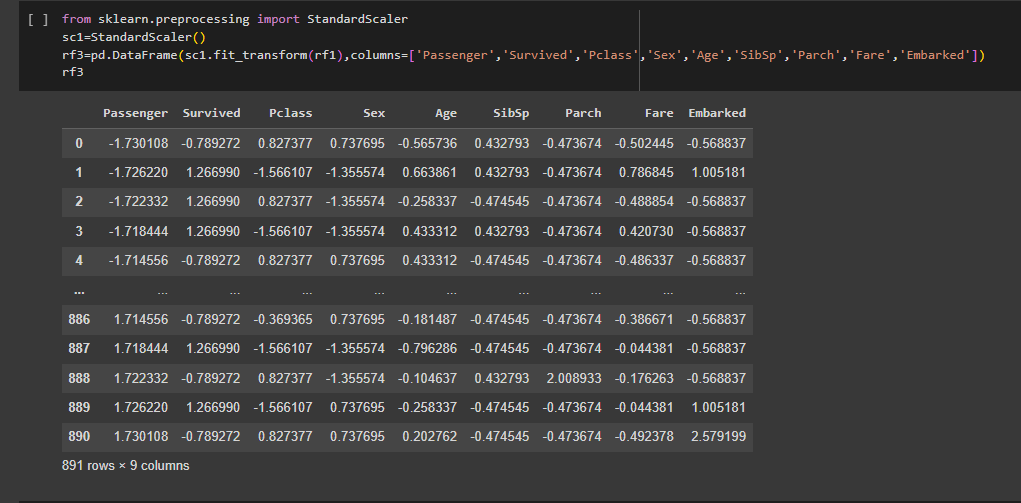 [ ] from sklearn.preprocessing import StandardScaler
sc1=StandardScaler()
rf3=pd.DataFrame(sc1.fit_transform(rf1),columns=['Passenger','Survived','Pclass','Sex','Age','SibSp','Parch','Fare','Embarked'])
rf3
Passenger Survived Pclass Sex Age SibSp Parch Fare Embarked
0 -1.730108 -0.789272 0.827377 0.737695 -0.565736 0.432793 -0.473674 -0.502445 -0.568837
1 -1.726220 1.266990 -1.566107 -1.355574 0.663861 0.432793 -0.473674 0.786845 1.005181
2 -1.722332 1.266990 0.827377 -1.355574 -0.258337 -0.474545 -0.473674 -0.488854 -0.568837
3 -1.718444 1.266990 -1.566107 -1.355574 0.433312 0.432793 -0.473674 0.420730 -0.568837
4 -1.714556 -0.789272 0.827377 0.737695 0.433312 -0.474545 -0.473674 -0.486337 -0.568837
... ... ... ... ... ... ... ... ... ...
886 1.714556 -0.789272 -0.369365 0.737695 -0.181487 -0.474545 -0.473674 -0.386671 -0.568837
887 1.718444 1.266990 -1.566107 -1.355574 -0.796286 -0.474545 -0.473674 -0.044381 -0.568837
888 1.722332 -0.789272 0.827377 -1.355574 -0.104637 0.432793 2.008933 -0.176263 -0.568837
889 1.726220 1.266990 -1.566107 0.737695 -0.258337 -0.474545 -0.473674 -0.044381 1.005181
890 1.730108 -0.789272 0.827377 0.737695 0.202762 -0.474545 -0.473674 -0.492378 2.579199
891 rows × 9 columns